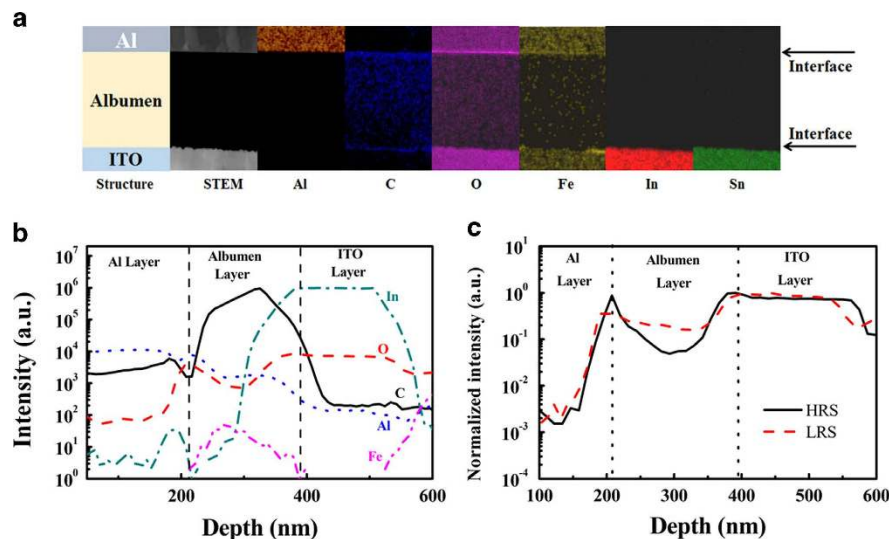 a
Al
Albumen
ITO
Interface
Interface
Structure STEM Al C O Fe In Sn
b
Al Layer
Albumen
Layer
ITO
Layer
In
O
C
Al
Fe
10⁷
10⁶
10⁵
10⁴
10³
10²
10¹
10⁰
Intensity (a.u.)
200 400 600
Depth (nm)
c
Al
Layer
Albumen
Layer
ITO
Layer
HRS
LRS
10¹
10⁰
10⁻¹
10⁻²
10⁻³
10⁻⁴
Normalized intensity (a.u.)
100 200 300 400 500 600
Depth (nm)